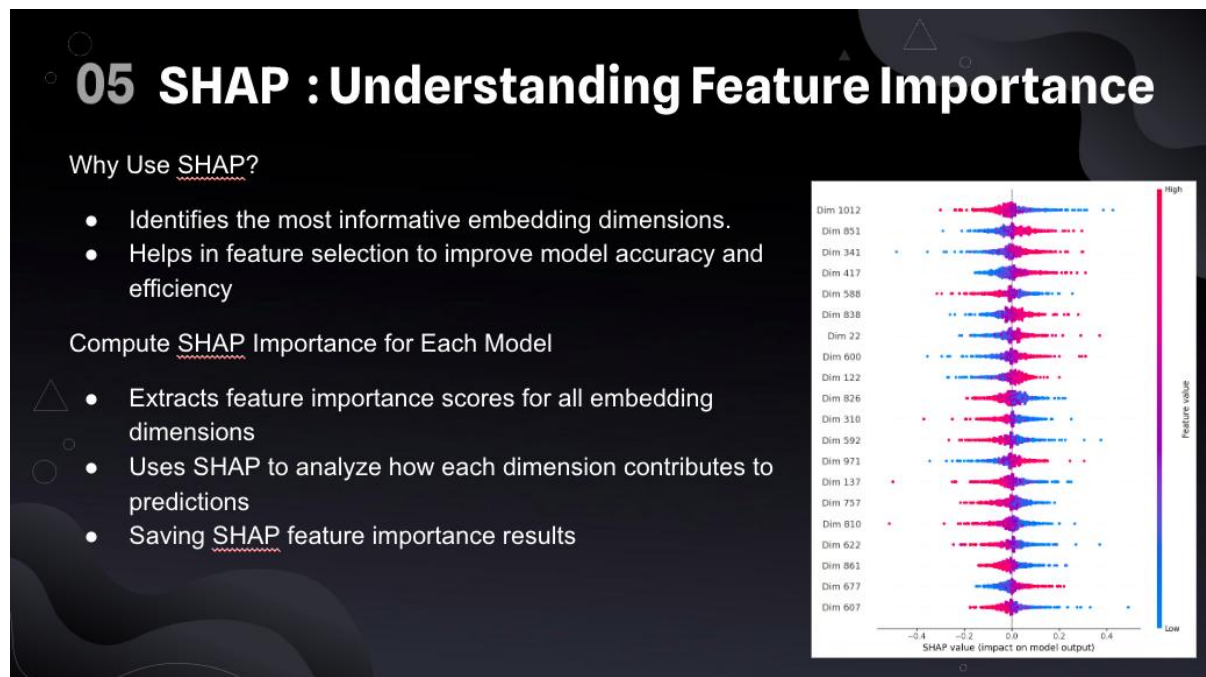 05 SHAP : Understanding Feature Importance
Why Use SHAP?
● Identifies the most informative embedding dimensions.
● Helps in feature selection to improve model accuracy and
efficiency
Compute SHAP Importance for Each Model
● Extracts feature importance scores for all embedding
dimensions
● Uses SHAP to analyze how each dimension contributes to
predictions
● Saving SHAP feature importance results
High
Dim 1012
Dim 851
Dim 341
Dim 417
Dim 588
Dim 838
Dim 22
Dim 600
Dim 122
Dim 826
Dim 310
Dim 592
Dim 971
Dim 137
Dim 757
Dim 810
Dim 622
Dim 861
Dim 677
Dim 607
Feature value
Low
−0.4 −0.2 0.0 0.2 0.4
SHAP value (impact on model output)